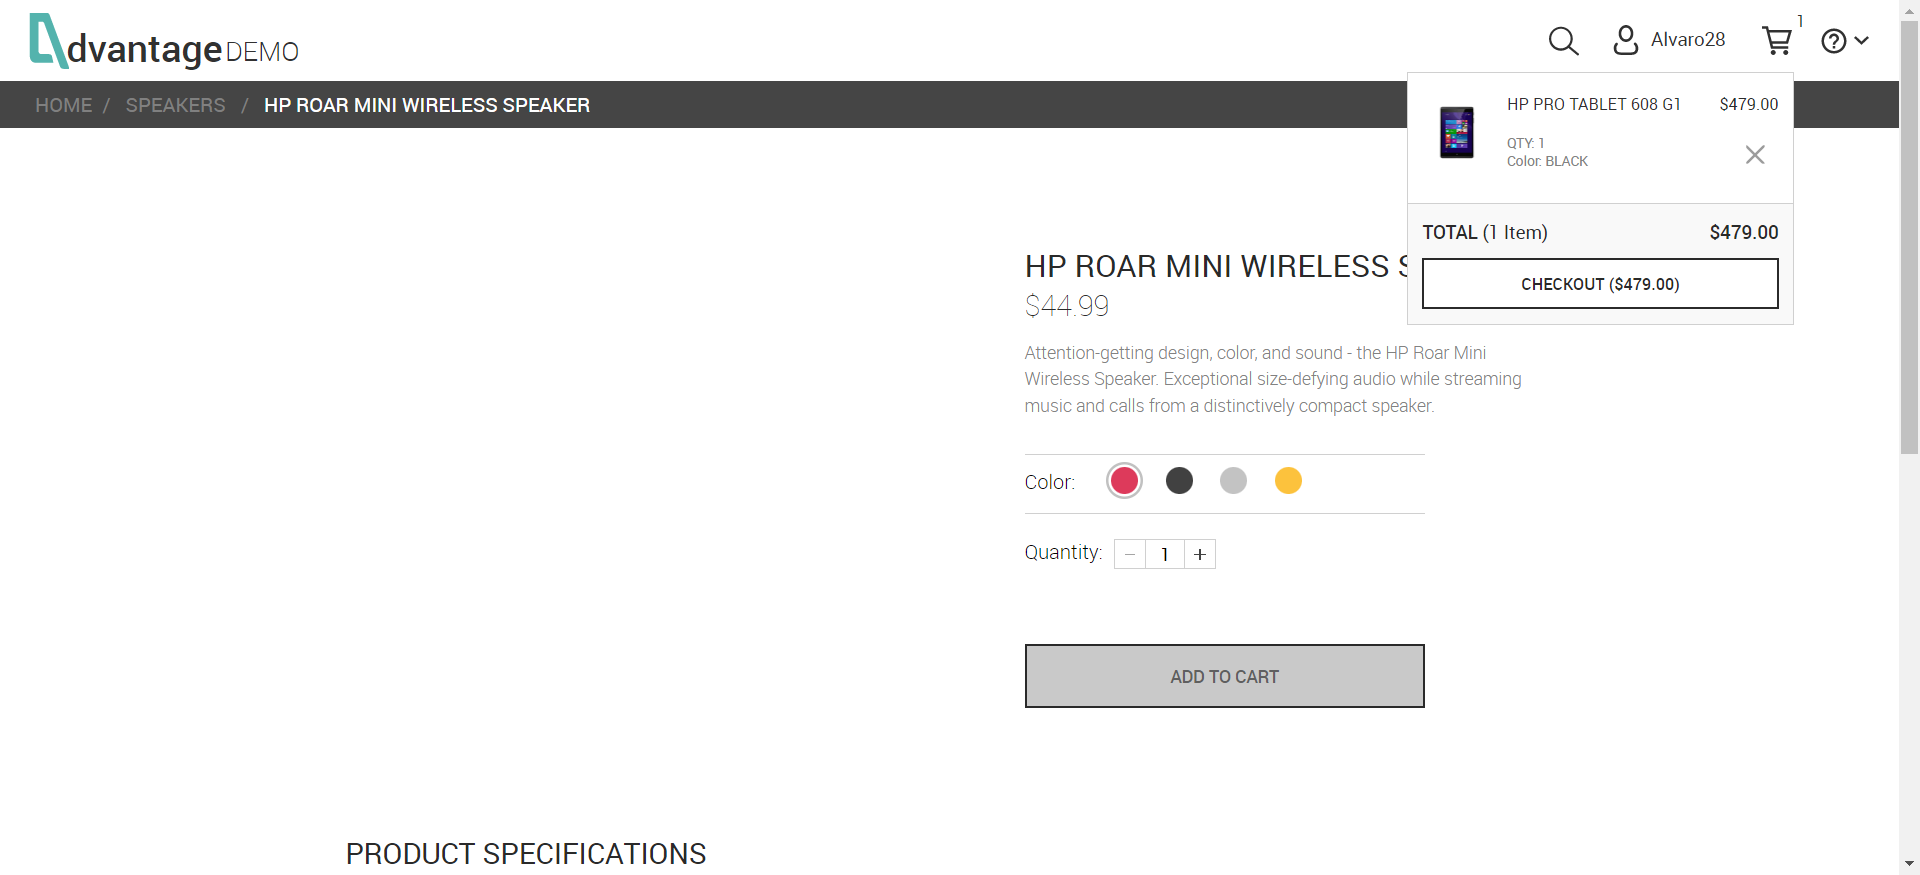 dvantage DEMO
Alvaro28
1
HOME / SPEAKERS / HP ROAR MINI WIRELESS SPEAKER
HP PRO TABLET 608 G1 $479.00
QTY: 1
Color: BLACK
TOTAL (1 Item) $479.00
CHECKOUT ($479.00)
HP ROAR MINI WIRELESS
$44.99
Attention-getting design, color, and sound - the HP Roar Mini
Wireless Speaker. Exceptional size-defying audio while streaming
music and calls from a distinctively compact speaker.
Color:
Quantity: − 1 +
ADD TO CART
PRODUCT SPECIFICATIONS